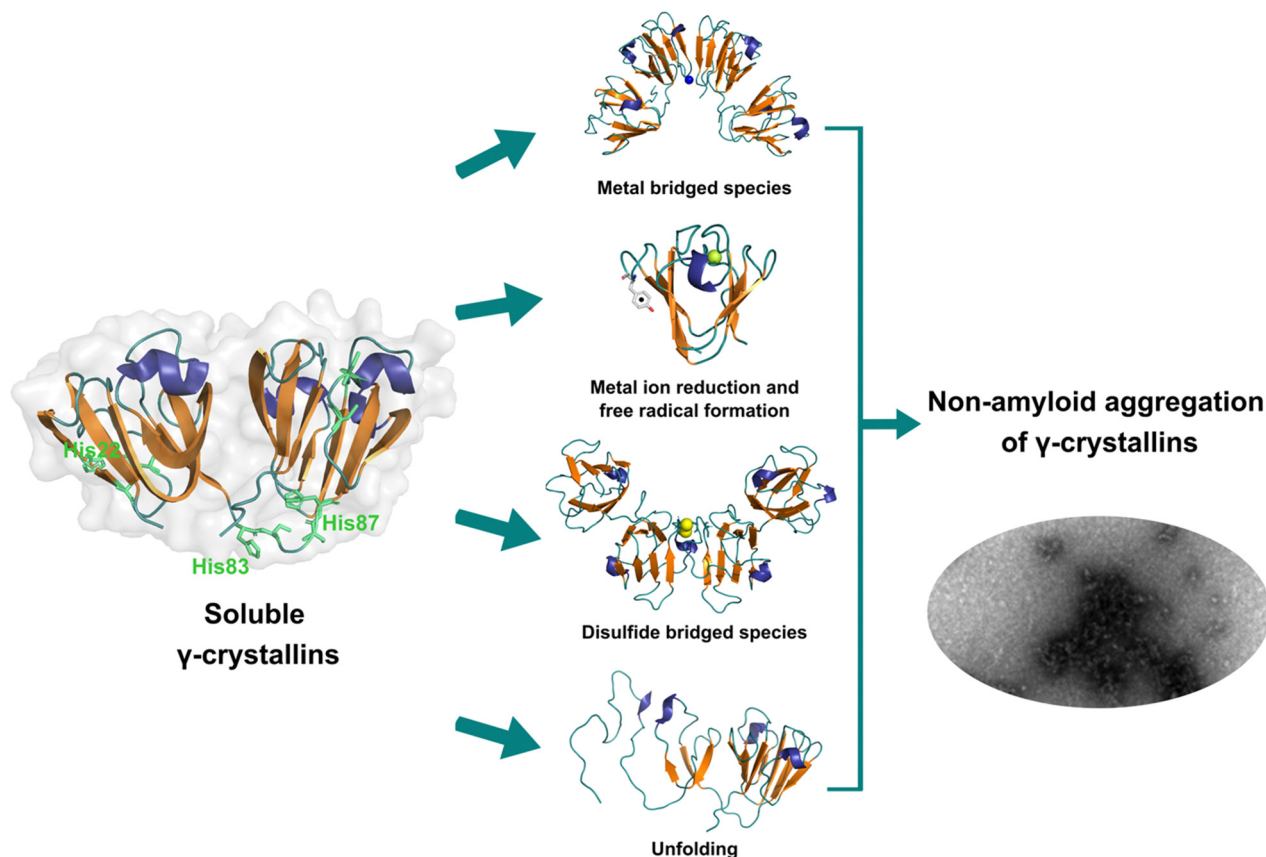 His22
His87
His83
Soluble
γ-crystallins
Metal bridged species
Metal ion reduction and
free radical formation
Disulfide bridged species
Unfolding
Non-amyloid aggregation
of γ-crystallins